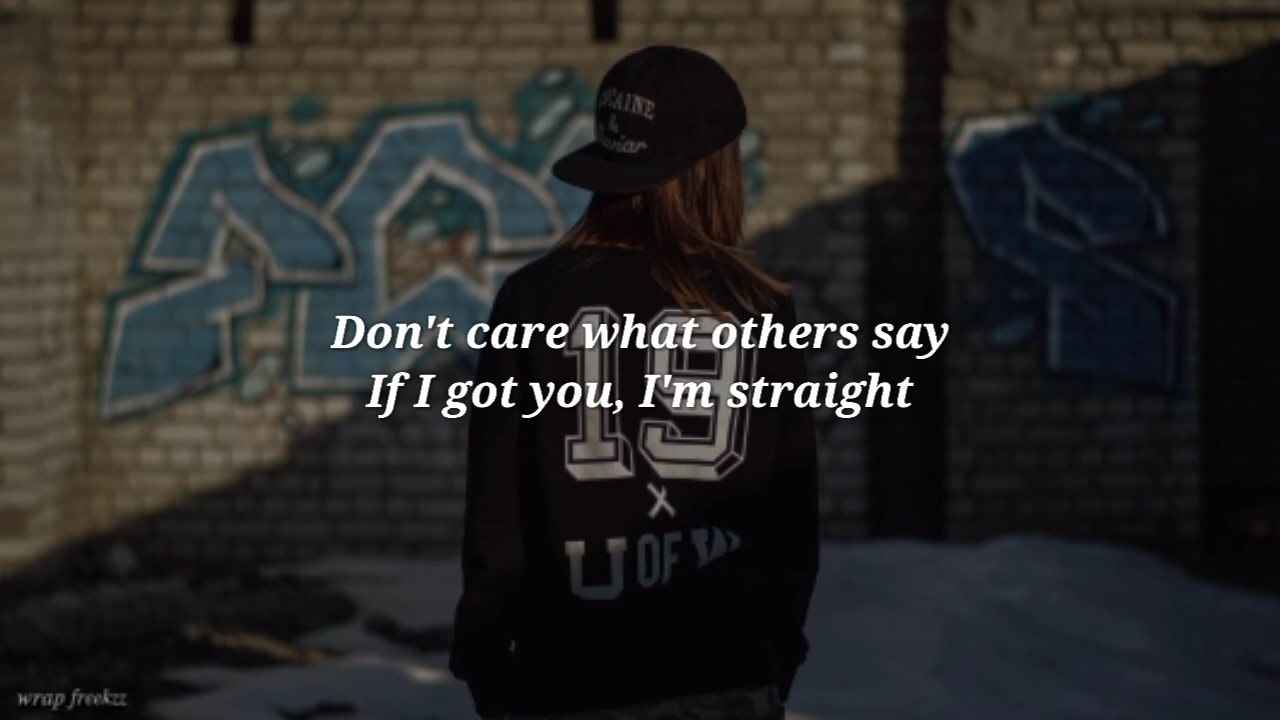 &
19
x
U OF
Don't care what others say
If I got you, I'm straight
wrap freekzz